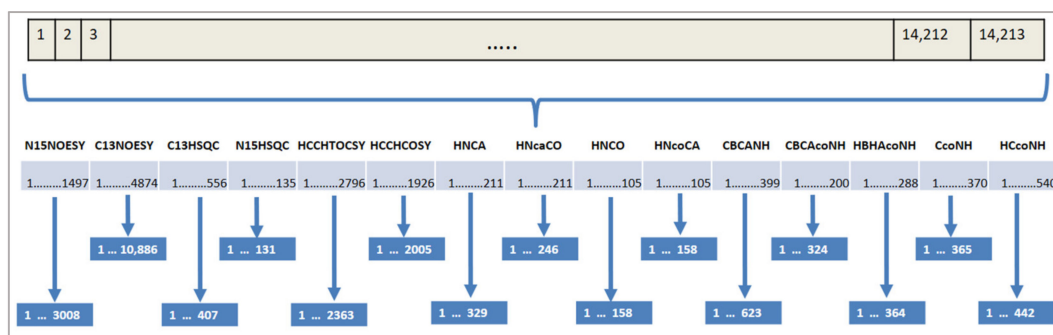 1 2 3 ..... 14,212 14,213
N15NOESY C13NOESY C13HSQC N15HSQC HCCHTOCSY HCCHCOSY HNCA HNcaCO HNCO HNcoCA CBCANH CBCAcoNH HBHAcoNH CcoNH HCcoNH
1.........1497 1.........4874 1.........556 1.........135 1.........2796 1.........1926 1.........211 1.........211 1.........105 1.........105 1.........399 1.........200 1.........288 1.........370 1.........540
1 ... 10,886 1 ... 131 1 ... 2005 1 ... 246 1 ... 158 1 ... 324 1 ... 365
1 ... 3008 1 ... 407 1 ... 2363 1 ... 329 1 ... 158 1 ... 623 1 ... 364 1 ... 442